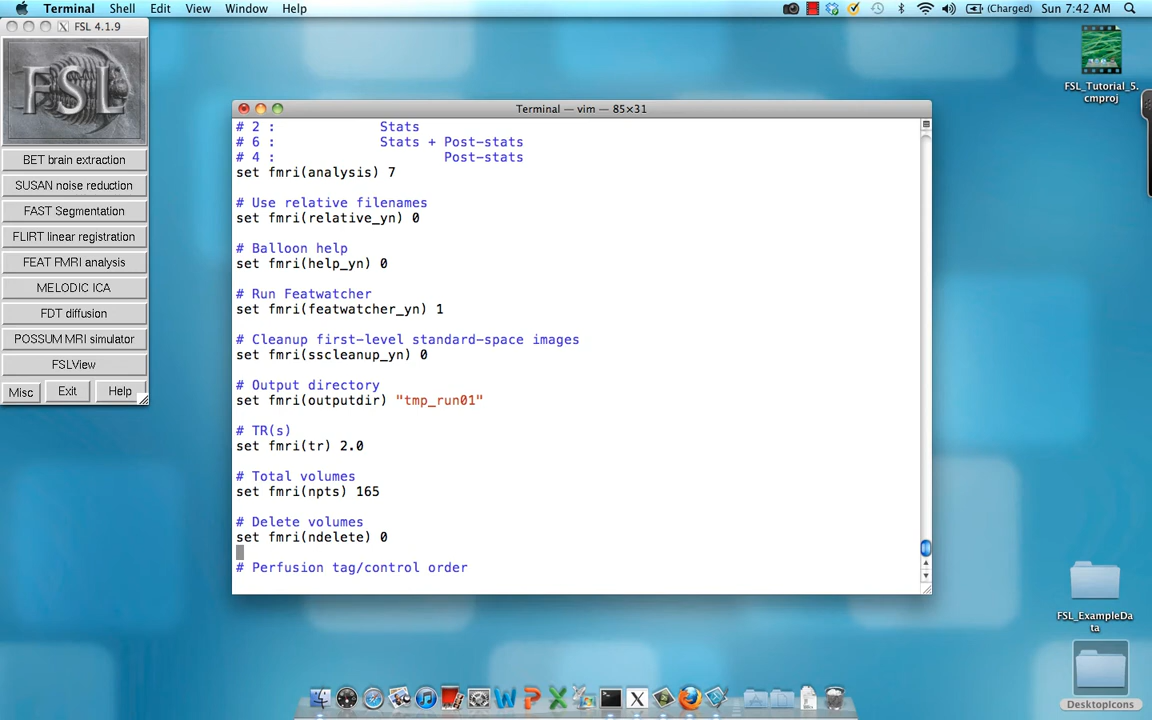 Terminal Shell Edit View Window Help
(Charged) Sun 7:42 AM
X FSL 4.1.9
FSL
BET brain extraction
SUSAN noise reduction
FAST Segmentation
FLIRT linear registration
FEAT FMRI analysis
MELODIC ICA
FDT diffusion
POSSUM MRI simulator
FSLView
Misc Exit Help
Terminal — vim — 85×31
# 2 : Stats
# 6 : Stats + Post-stats
# 4 : Post-stats
set fmri(analysis) 7
# Use relative filenames
set fmri(relative_yn) 0
# Balloon help
set fmri(help_yn) 0
# Run Featwatcher
set fmri(featwatcher_yn) 1
# Cleanup first-level standard-space images
set fmri(sscleanup_yn) 0
# Output directory
set fmri(outputdir) "tmp_run01"
# TR(s)
set fmri(tr) 2.0
# Total volumes
set fmri(npts) 165
# Delete volumes
set fmri(ndelete) 0
# Perfusion tag/control order
FSL_Tutorial_5.
cmproj
FSL_ExampleDa
ta
DesktopIcons